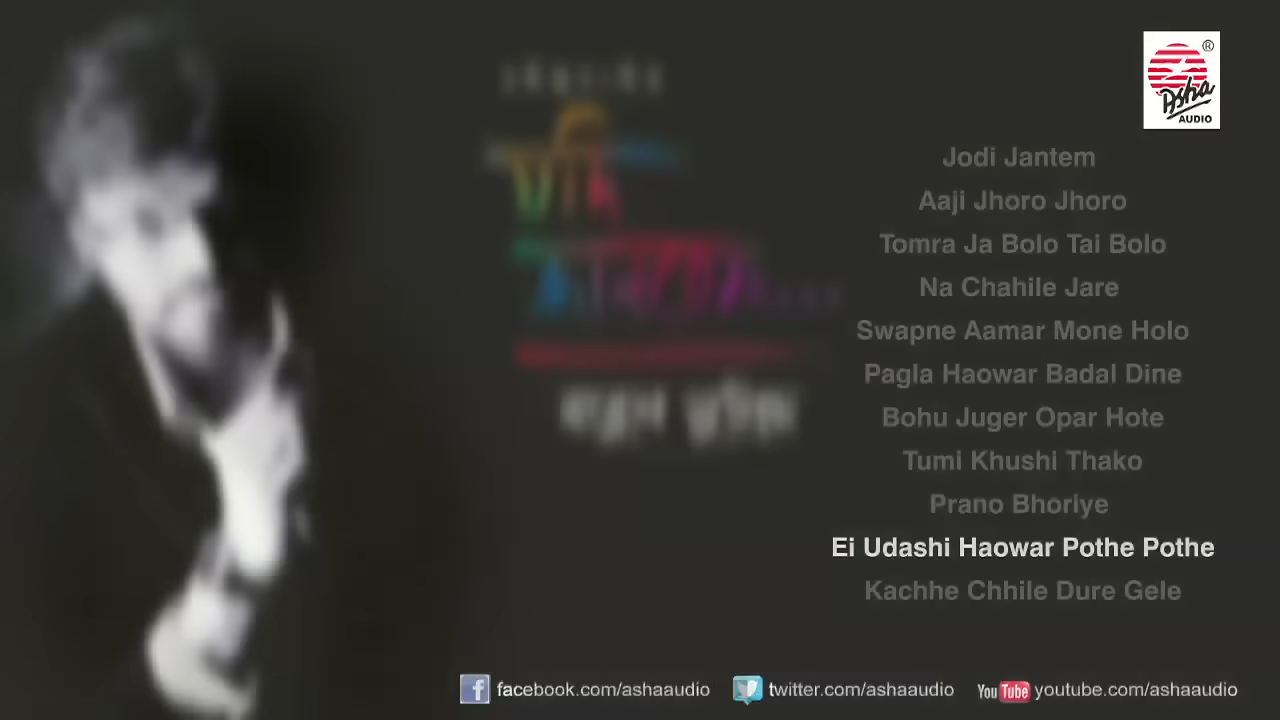 Asha
AUDIO
®
Jodi Jantem
Aaji Jhoro Jhoro
Tomra Ja Bolo Tai Bolo
Na Chahile Jare
Swapne Aamar Mone Holo
Pagla Haowar Badal Dine
Bohu Juger Opar Hote
Tumi Khushi Thako
Prano Bhoriye
Ei Udashi Haowar Pothe Pothe
Kachhe Chhile Dure Gele
facebook.com/ashaaudio twitter.com/ashaaudio YouTube youtube.com/ashaaudio